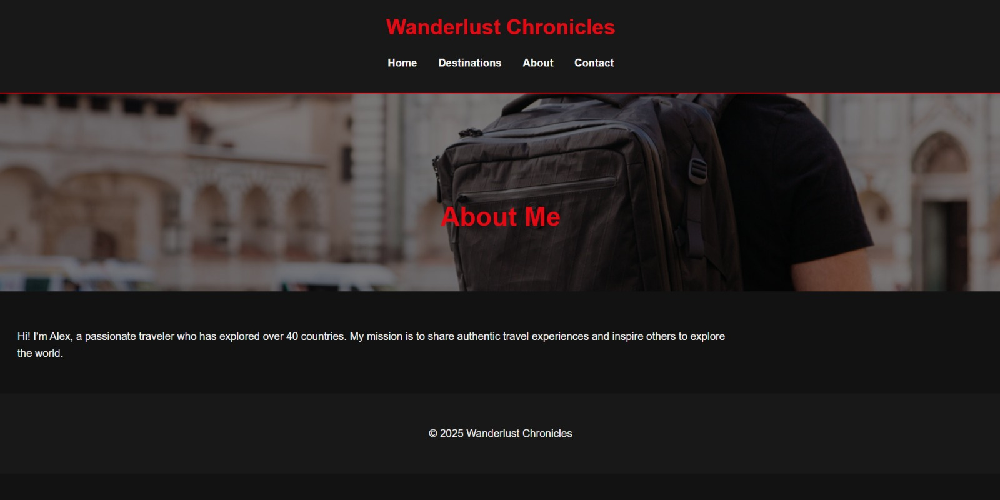 Wanderlust Chronicles
Home Destinations About Contact
About Me
Hi! I'm Alex, a passionate traveler who has explored over 40 countries. My mission is to share authentic travel experiences and inspire others to explore
the world.
© 2025 Wanderlust Chronicles